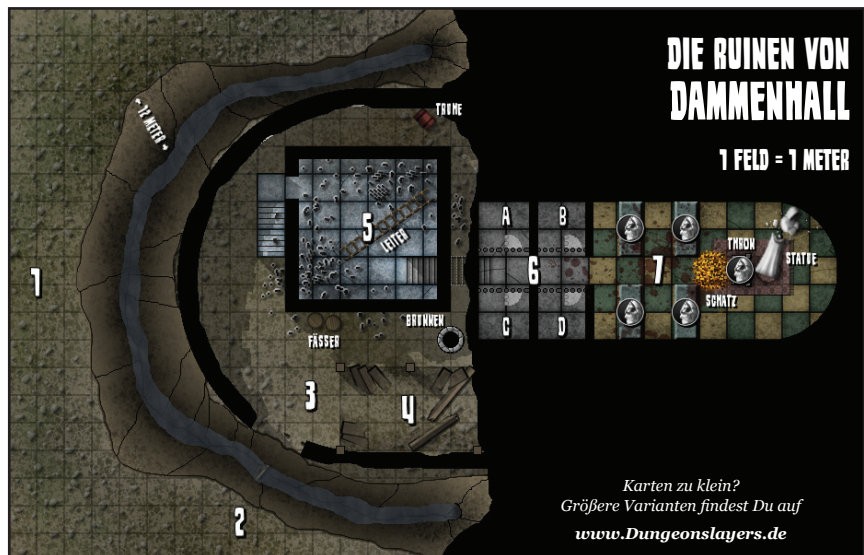 DIE RUINEN VON
DAMMENHALL
1 FELD = 1 METER
12 METER
TRUHE
5
LEITER
A
B
6
C
D
7
THRON
STATUE
SCHATZ
1
BRUNNEN
FÄSSER
3
4
2
Karten zu klein?
Größere Varianten findest Du auf
www.Dungeonslayers.de